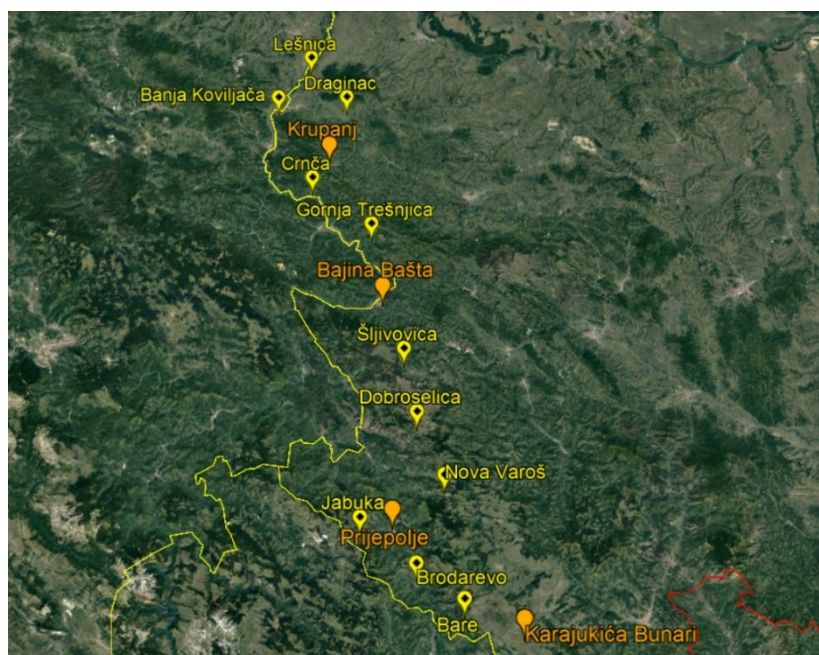 Lešnica
Banja Koviljača
Draginac
Krupanj
Crnča
Gornja Trešnjica
Bajina Bašta
Šljivovica
Dobroselica
Nova Varoš
Jabuka
Prijepolje
Brodarevo
Bare
Karajukića Bunari